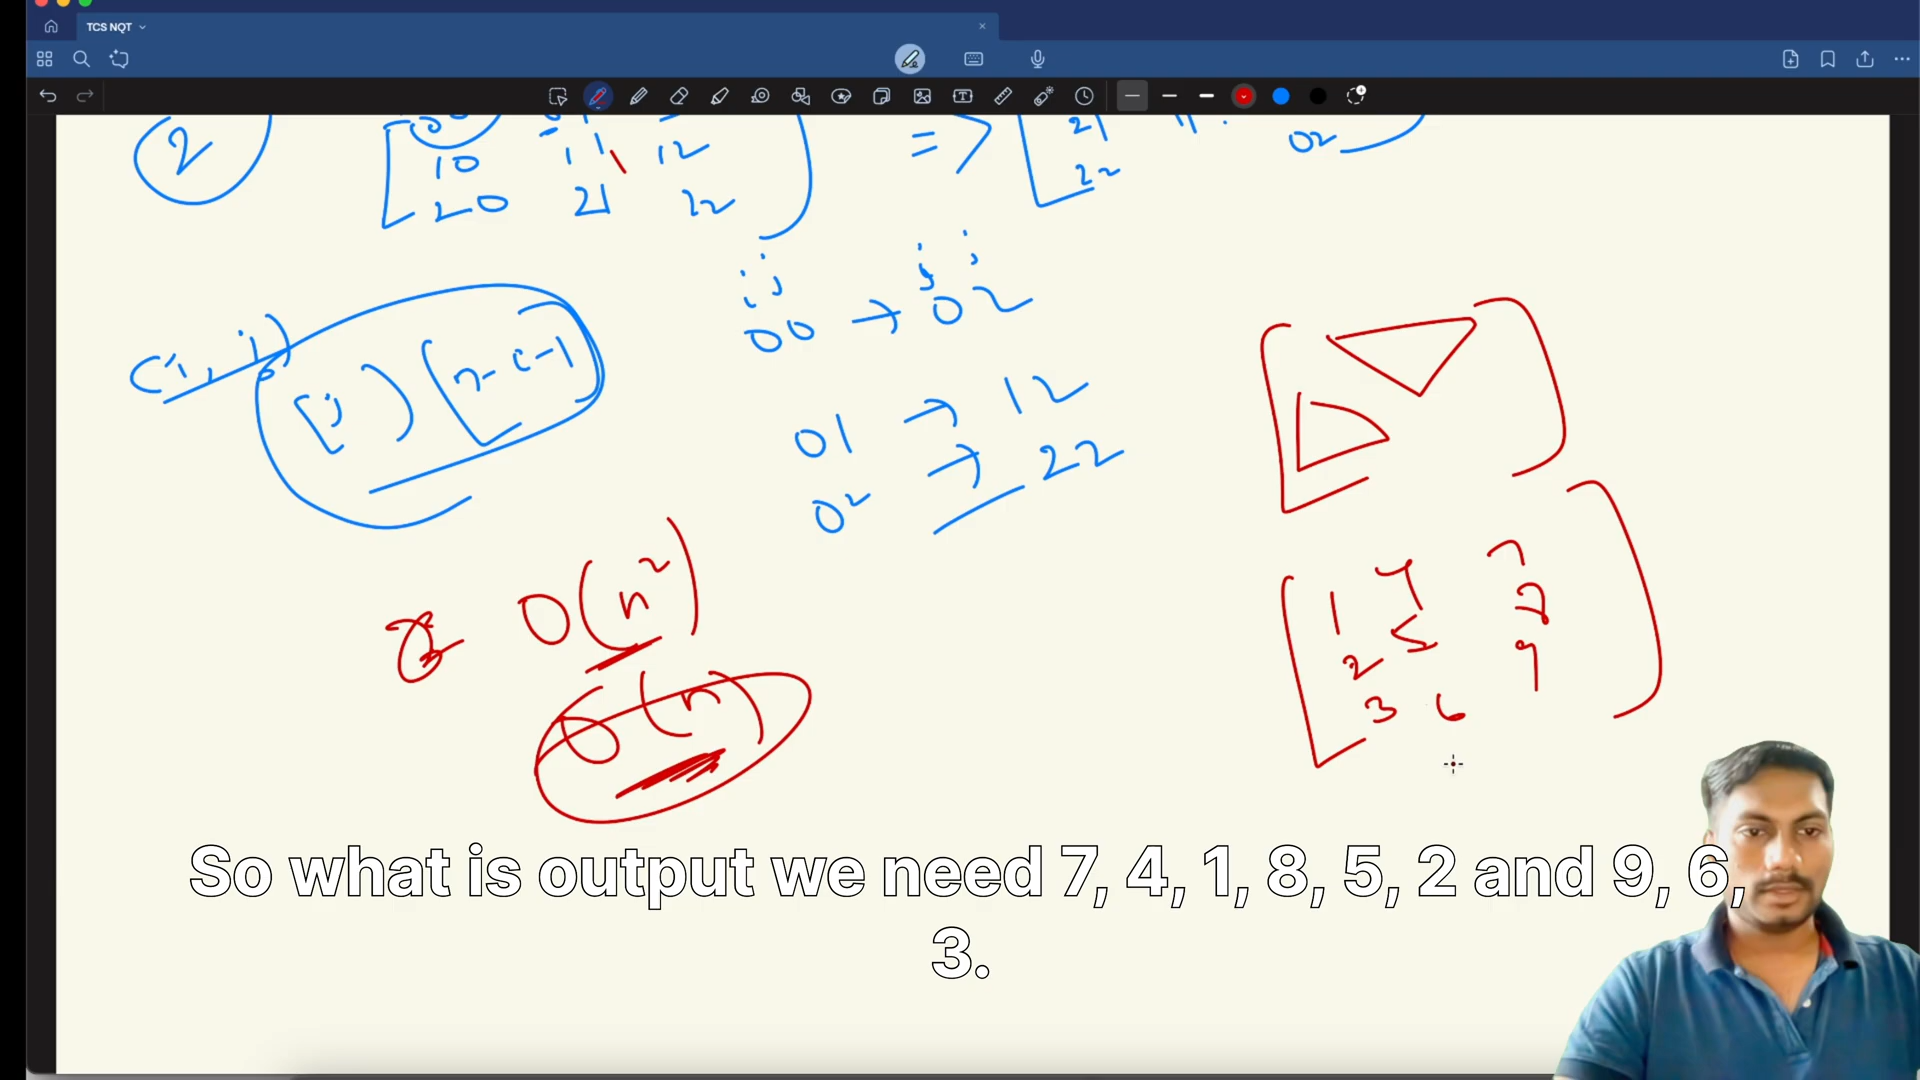 TCS NQT
2
00
10 11 12
20 21 22
=>
21
22
02
i j
00 → 02
(i, j)
[j] [n-i-1]
01 → 12
02 → 22
O(n²)
O(n)
1 4 7
2 5 8
3 6 9
So what is output we need 7, 4, 1, 8, 5, 2 and 9, 6,
3.